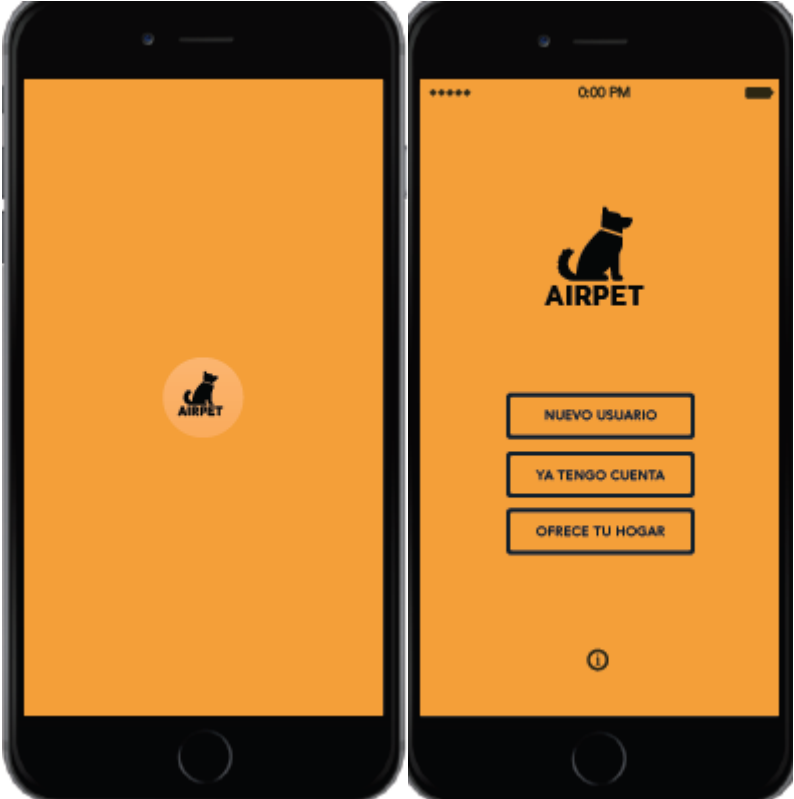 AIRPET
0:00 PM
AIRPET
NUEVO USUARIO
YA TENGO CUENTA
OFRECE TU HOGAR
i